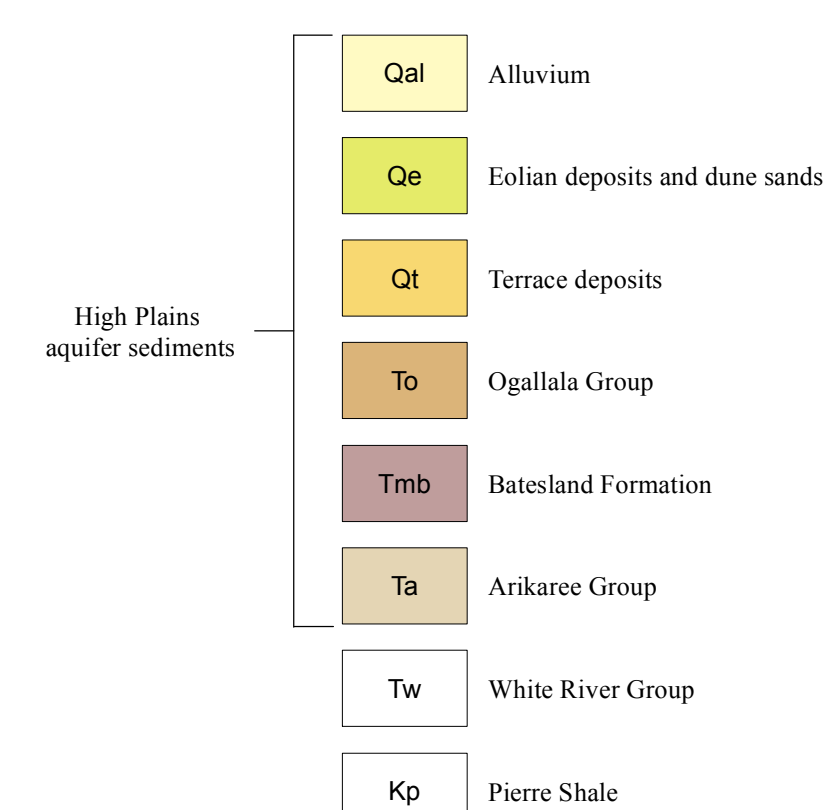 Qal Alluvium
Qe Eolian deposits and dune sands
Qt Terrace deposits
High Plains
aquifer sediments
To Ogallala Group
Tmb Batesland Formation
Ta Arikaree Group
Tw White River Group
Kp Pierre Shale